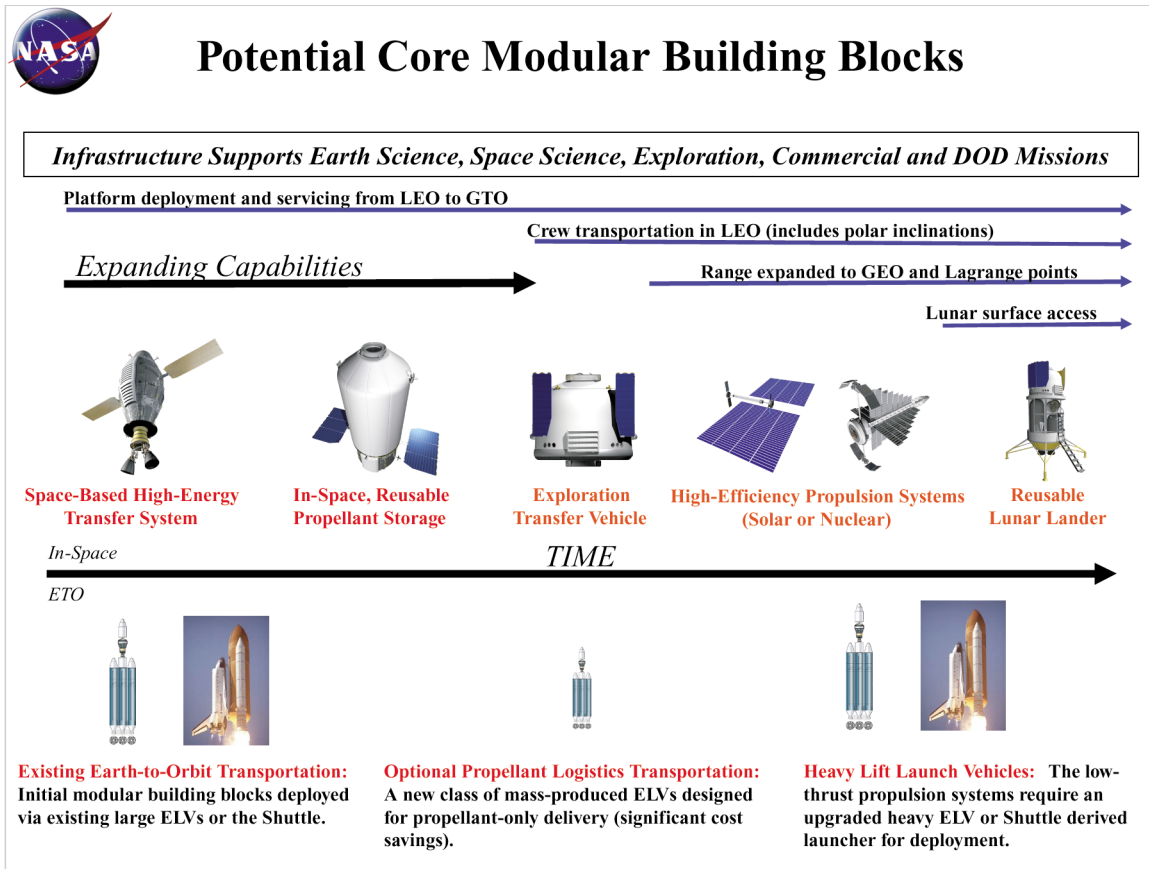 NASA
Potential Core Modular Building Blocks
Infrastructure Supports Earth Science, Space Science, Exploration, Commercial and DOD Missions
Platform deployment and servicing from LEO to GTO
Crew transportation in LEO (includes polar inclinations)
Expanding Capabilities
Range expanded to GEO and Lagrange points
Lunar surface access
Space-Based High-Energy
Transfer System
In-Space, Reusable
Propellant Storage
Exploration
Transfer Vehicle
High-Efficiency Propulsion Systems
(Solar or Nuclear)
Reusable
Lunar Lander
In-Space
TIME
ETO
Existing Earth-to-Orbit Transportation:
Initial modular building blocks deployed
via existing large ELVs or the Shuttle.
Optional Propellant Logistics Transportation:
A new class of mass-produced ELVs designed
for propellant-only delivery (significant cost
savings).
Heavy Lift Launch Vehicles: The low-
thrust propulsion systems require an
upgraded heavy ELV or Shuttle derived
launcher for deployment.